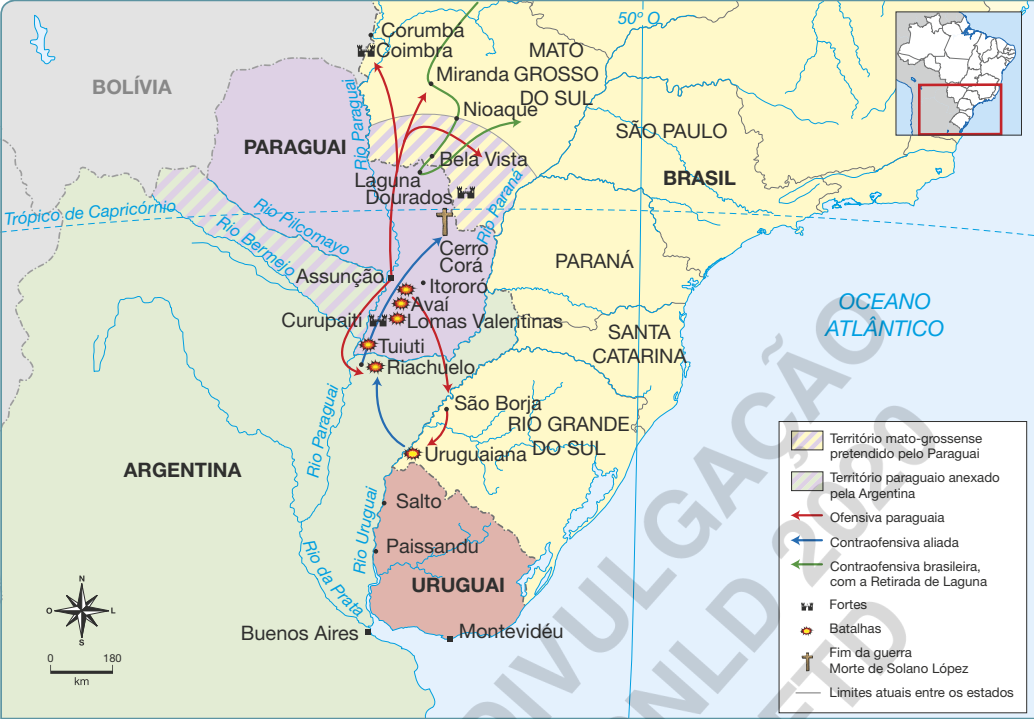 Corumbá
Coimbra
MATO
GROSSO
DO SUL
Miranda
Nioaque
50º O
BOLÍVIA
PARAGUAI
Rio Paraguai
SÃO PAULO
BRASIL
Bela Vista
Laguna
Dourados
Rio Paraná
Trópico de Capricórnio
Rio Pilcomayo
Rio Bermejo
Cerro
Corá
PARANÁ
Assunção
Itororo
Avaí
Curupaiti
Lomas Valentinas
Tuiuti
Riachuelo
OCEANO
ATLÂNTICO
SANTA
CATARINA
São Borja
RIO GRANDE
DO SUL
Uruguaiana
Rio Paraguai
ARGENTINA
Salto
Rio Uruguai
Paissandu
URUGUAI
Rio da Prata
Buenos Aires
Montevidéu
N
O
L
S
0 180
km
Território mato-grossense
pretendido pelo Paraguai
Território paraguaio anexado
pela Argentina
Ofensiva paraguaia
Contraofensiva aliada
Contraofensiva brasileira,
com a Retirada de Laguna
Fortes
Batalhas
Fim da guerra
Morte de Solano López
Limites atuais entre os estados
DIVULGAÇÃO
PNLD 2020
FTD